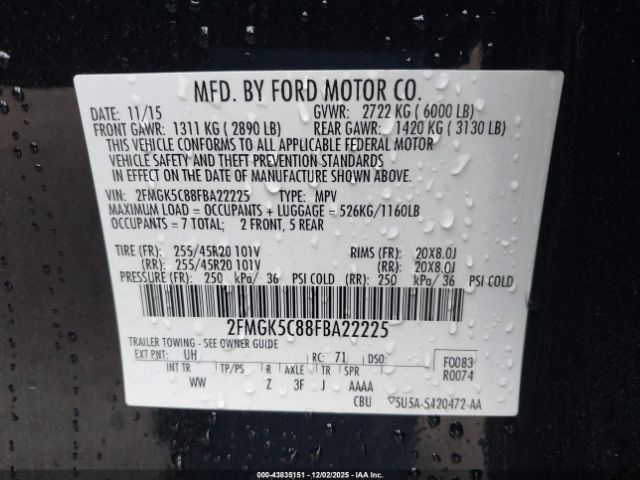 MFD. BY FORD MOTOR CO.
DATE: 11/15 GVWR: 2722 KG ( 6000 LB)
FRONT GAWR: 1311 KG ( 2890 LB) REAR GAWR: 1420 KG ( 3130 LB)
THIS VEHICLE CONFORMS TO ALL APPLICABLE FEDERAL MOTOR
VEHICLE SAFETY AND THEFT PREVENTION STANDARDS
IN EFFECT ON THE DATE OF MANUFACTURE SHOWN ABOVE.
VIN: 2FMGK5C88FBA22225 TYPE: MPV
MAXIMUM LOAD = OCCUPANTS + LUGGAGE = 526KG/1160LB
OCCUPANTS = 7 TOTAL; 2 FRONT, 5 REAR
TIRE (FR): 255/45R20 101V RIMS (FR): 20X8.0J
(RR): 255/45R20 101V (RR): 20X8.0J
PRESSURE (FR): 250 kPa/ 36 PSI COLD (RR): 250 kPa/ 36 PSI COLD
2FMGK5C88FBA22225
TRAILER TOWING - SEE OWNER GUIDE
EXT PNT: UH RC: 71 DSO: F0083
R0074
INT TR TP/PS R AXLE TR SPR
WW Z 3F J AAAA
CBU 5U5A-5420472-AA
000-43835151 - 12/02/2025 - IAA Inc.